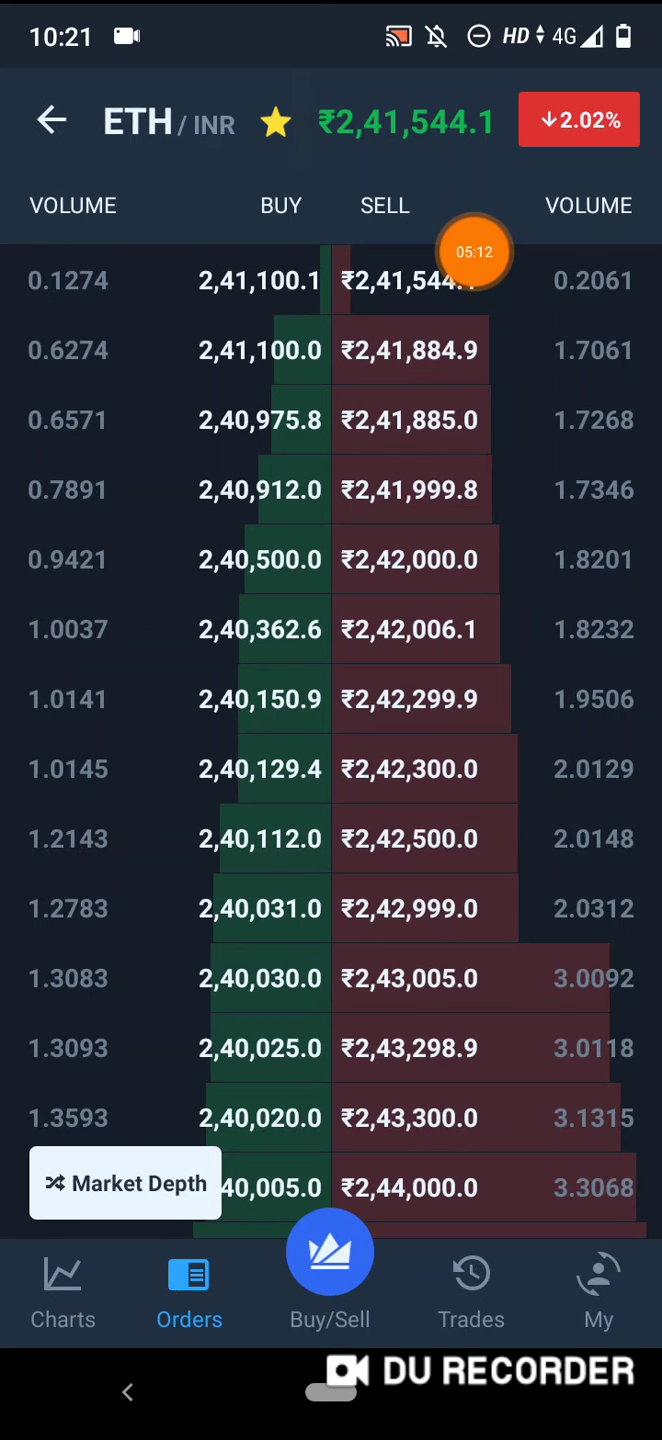 10:21 HD 4G
ETH / INR ₹2,41,544.1 ↓2.02%
VOLUME BUY SELL VOLUME
05:12
0.1274 2,41,100.1 ₹2,41,544. 0.2061
0.6274 2,41,100.0 ₹2,41,884.9 1.7061
0.6571 2,40,975.8 ₹2,41,885.0 1.7268
0.7891 2,40,912.0 ₹2,41,999.8 1.7346
0.9421 2,40,500.0 ₹2,42,000.0 1.8201
1.0037 2,40,362.6 ₹2,42,006.1 1.8232
1.0141 2,40,150.9 ₹2,42,299.9 1.9506
1.0145 2,40,129.4 ₹2,42,300.0 2.0129
1.2143 2,40,112.0 ₹2,42,500.0 2.0148
1.2783 2,40,031.0 ₹2,42,999.0 2.0312
1.3083 2,40,030.0 ₹2,43,005.0 3.0092
1.3093 2,40,025.0 ₹2,43,298.9 3.0118
1.3593 2,40,020.0 ₹2,43,300.0 3.1315
Market Depth 40,005.0 ₹2,44,000.0 3.3068
Charts Orders Buy/Sell Trades My
DU RECORDER